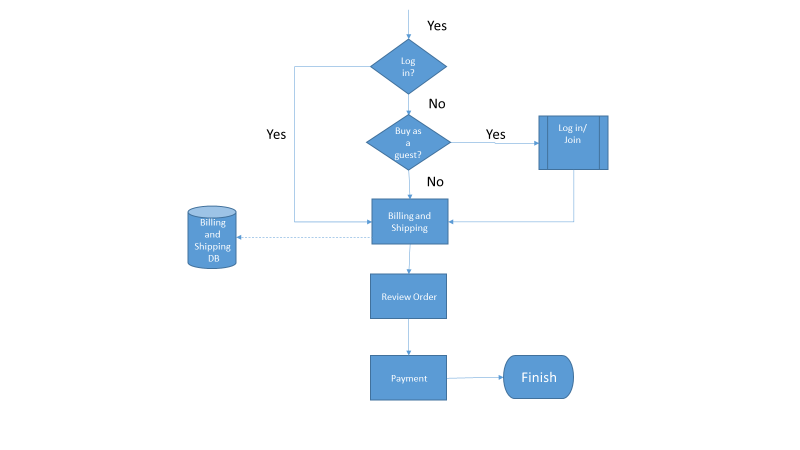 Yes
Log
in?
No
Yes
Buy as
a
guest?
Yes
Log in/
Join
No
Billing and
Shipping
Billing
and
Shipping
DB
Review Order
Payment
Finish